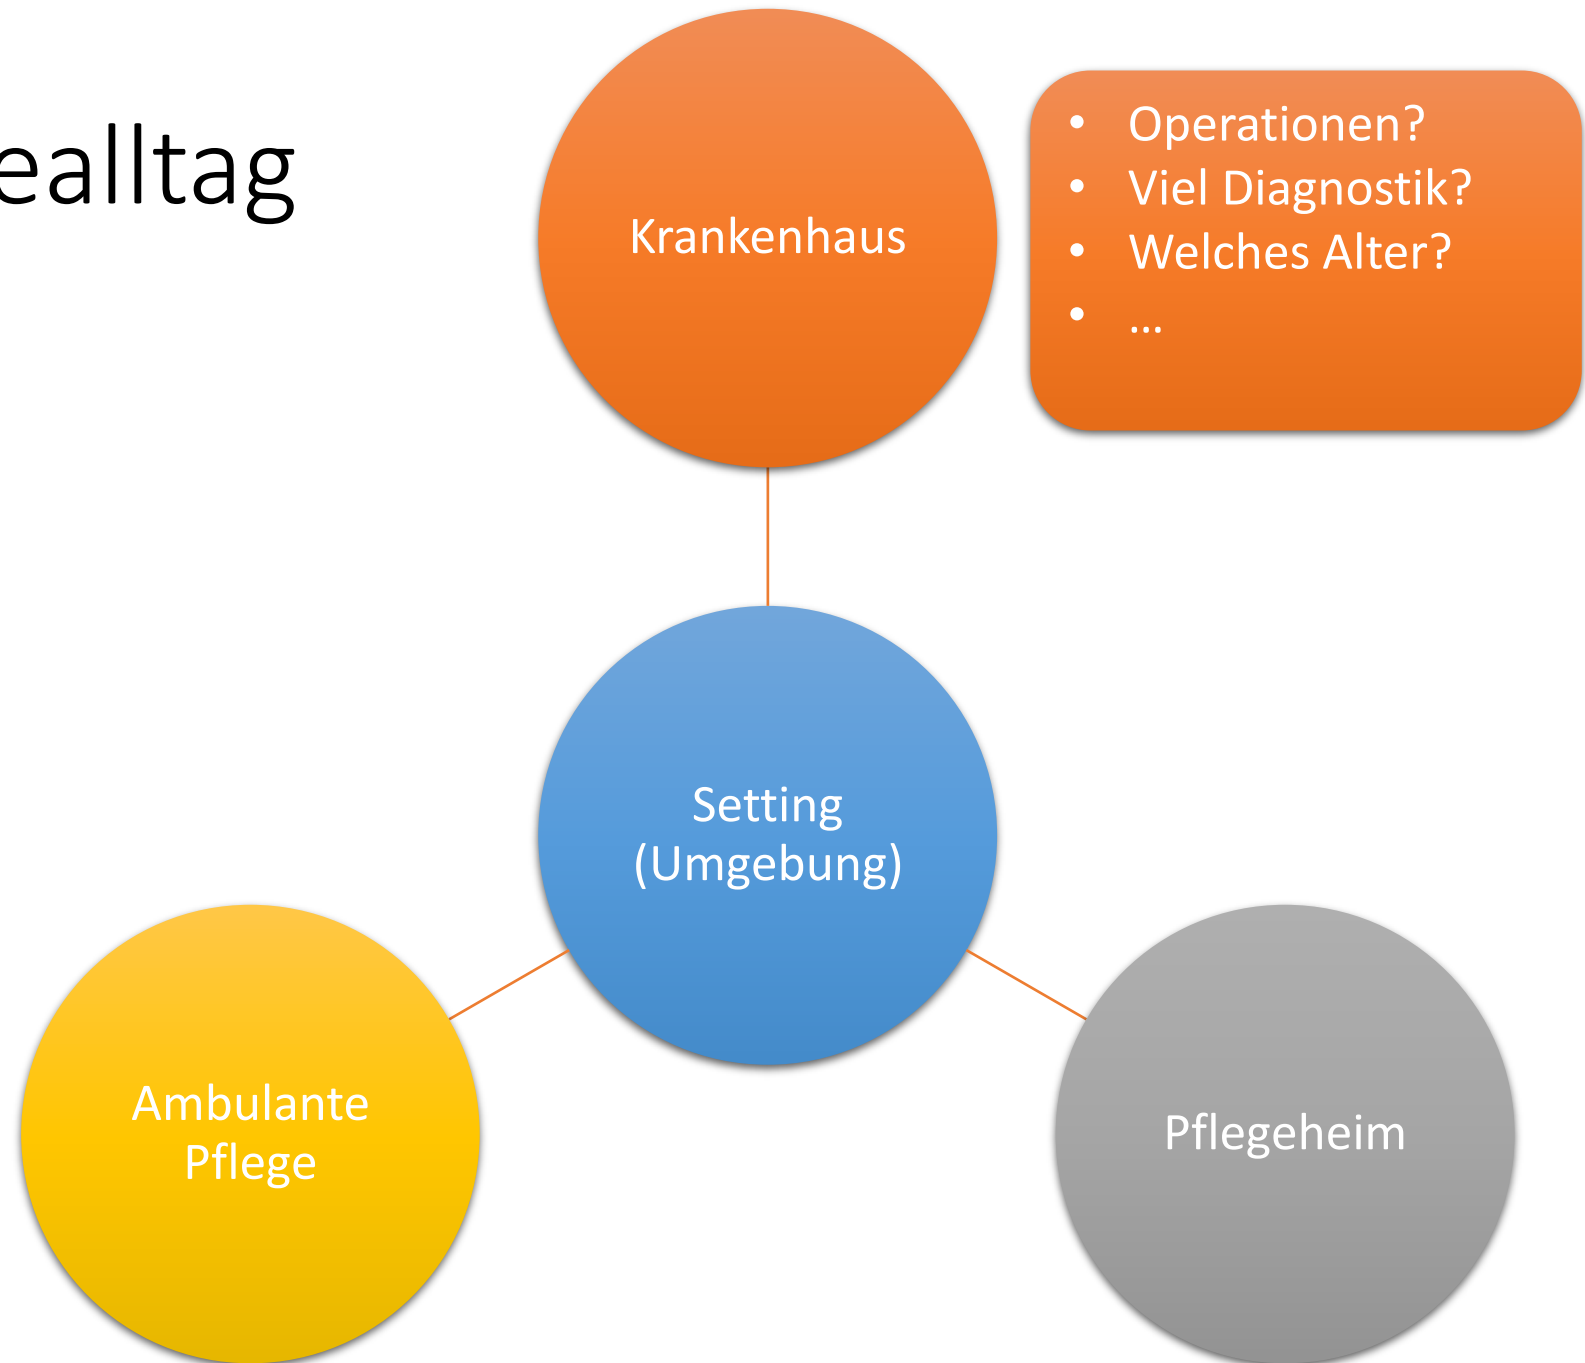 ealltag
Krankenhaus
• Operationen?
• Viel Diagnostik?
• Welches Alter?
• ...
Setting
(Umgebung)
Ambulante
Pflege
Pflegeheim